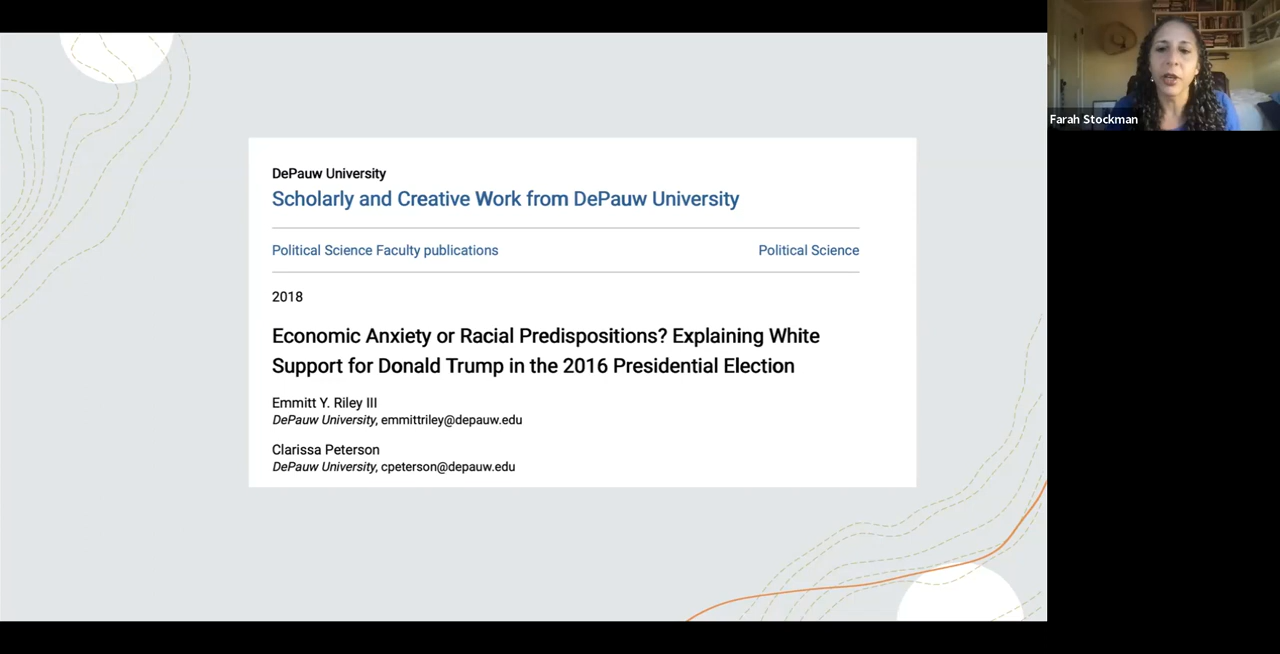 DePauw University
Scholarly and Creative Work from DePauw University
Political Science Faculty publications
Political Science
2018
Economic Anxiety or Racial Predispositions? Explaining White
Support for Donald Trump in the 2016 Presidential Election
Emmitt Y. Riley III
DePauw University, emmittriley@depauw.edu
Clarissa Peterson
DePauw University, cpeterson@depauw.edu
Farah Stockman